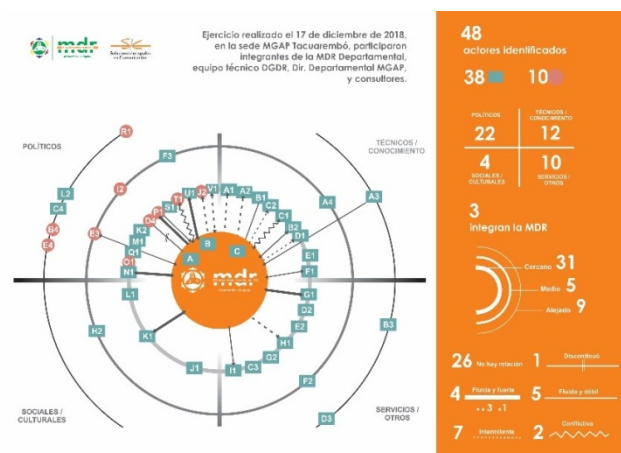 mdr
Ejercicio realizado el 17 de diciembre de 2018,
en la sede MGAP Tacuarembó, participaron
integrantes de la MDR Departamental,
equipo técnico DGDR, Dir. Departamental MGAP,
y consultores.
POLÍTICOS
TÉCNICOS /
CONOCIMIENTO
R1
F3
L2
C4
B4
E4
I2
E3
J2
V1
A1
A2
U1
T1
S1
P1
D4
K2
M1
Q1
O1
N1
B1
C2
C1
B2
D1
E1
F1
A4
A3
A
B
C
mdr
L1
K1
J1
I1
H2
G1
D2
E2
H1
G2
C3
F2
B3
D3
SOCIALES /
CULTURALES
SERVICIOS /
OTROS
48
actores identificados
38
10
POLÍTICOS
22
TÉCNICOS /
CONOCIMIENTO
12
4
SOCIALES /
CULTURALES
10
SERVICIOS /
OTROS
3
integran la MDR
Cercano 31
Medio 5
Alejado 9
26 No hay relación
1 Discontinuó
4 Fluida y fuerte
3 1
5 Fluida y débil
7 Intermitente
2 Conflictiva